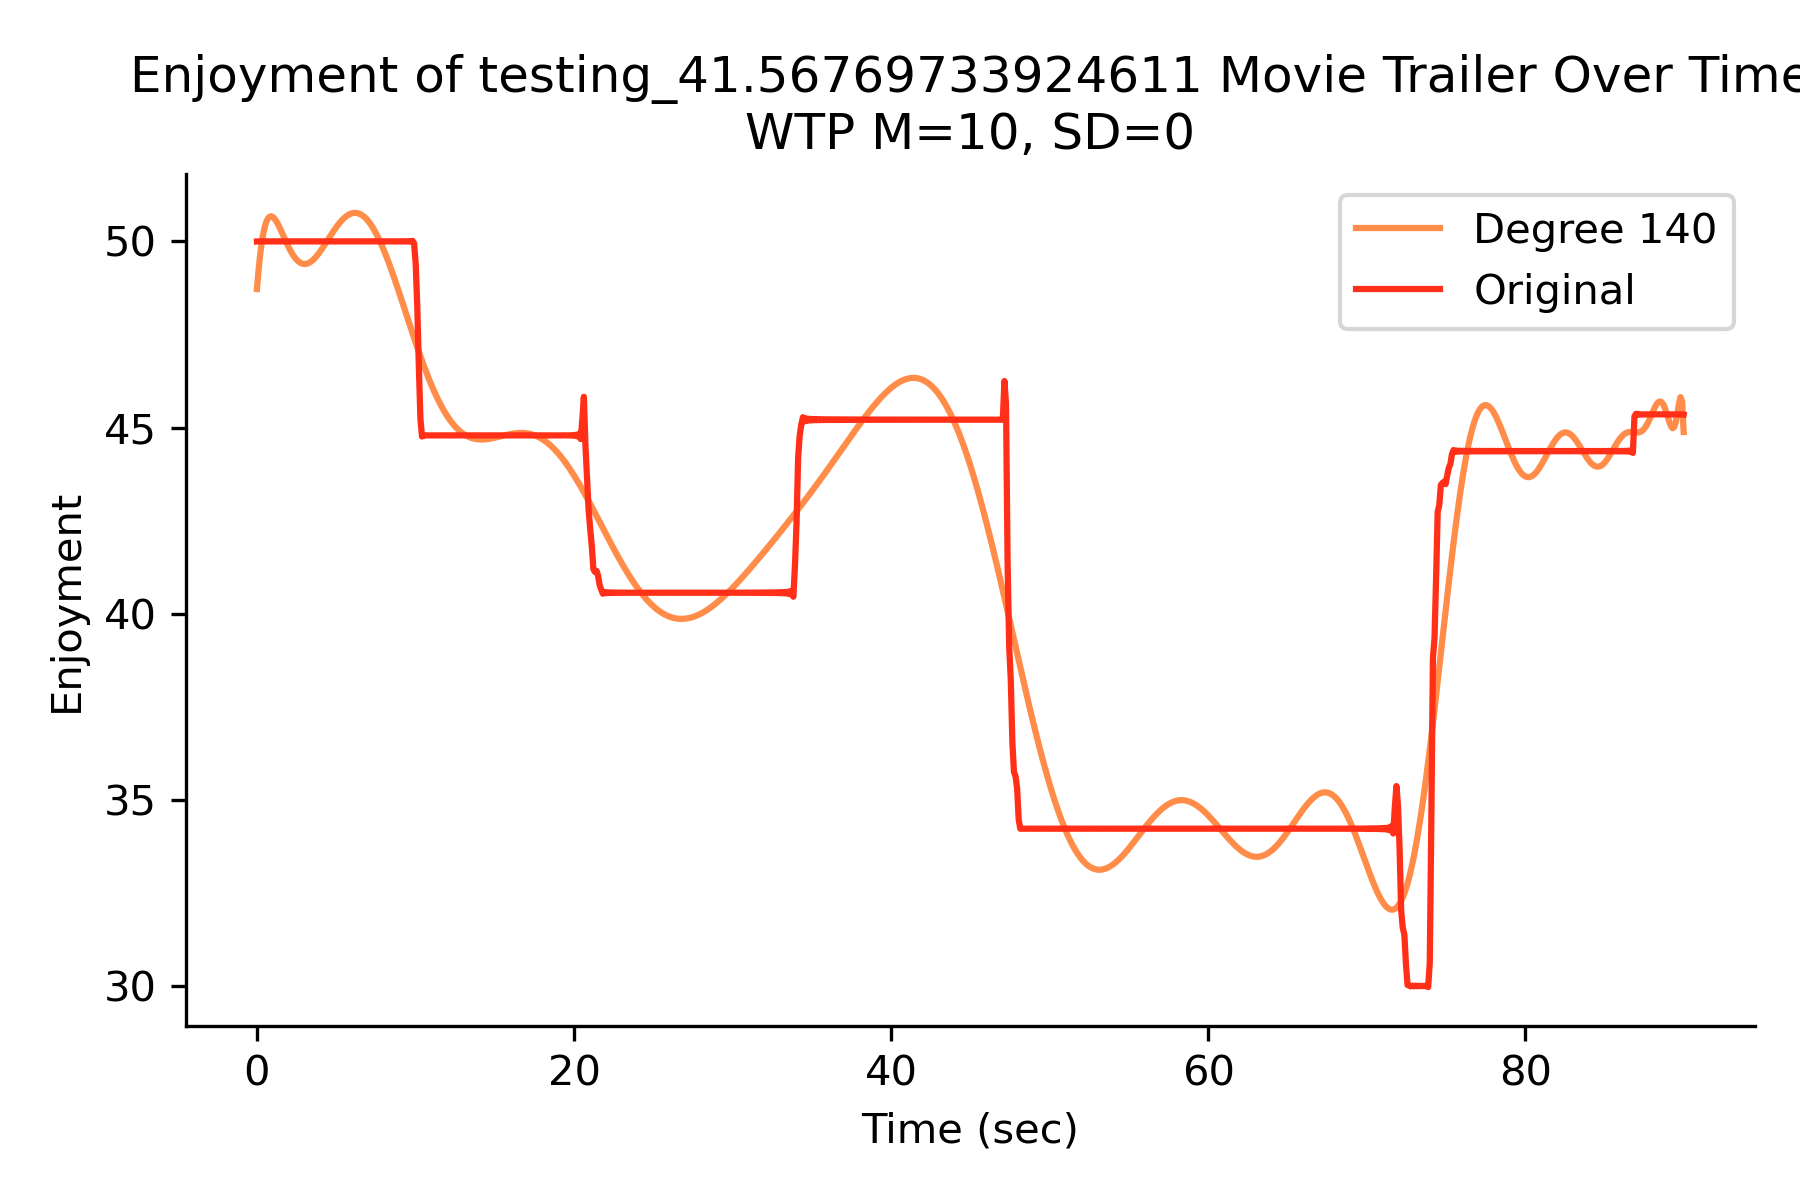 Enjoyment of testing_41.56769733924611 Movie Trailer Over Time
WTP M=10, SD=0
Degree 140
Original
Enjoyment
50
45
40
35
30
0 20 40 60 80
Time (sec)